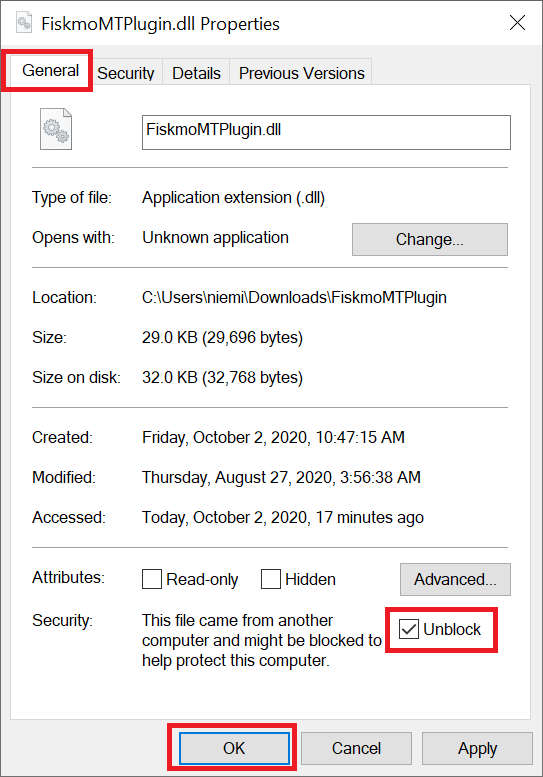 FiskmoMTPlugin.dll Properties
General Security Details Previous Versions
FiskmoMTPlugin.dll
Type of file: Application extension (.dll)
Opens with: Unknown application Change...
Location: C:\Users\niemi\Downloads\FiskmoMTPlugin
Size: 29.0 KB (29,696 bytes)
Size on disk: 32.0 KB (32,768 bytes)
Created: Friday, October 2, 2020, 10:47:15 AM
Modified: Thursday, August 27, 2020, 3:56:38 AM
Accessed: Today, October 2, 2020, 17 minutes ago
Attributes: Read-only Hidden Advanced...
Security: This file came from another
computer and might be blocked to
help protect this computer.
Unblock
OK Cancel Apply